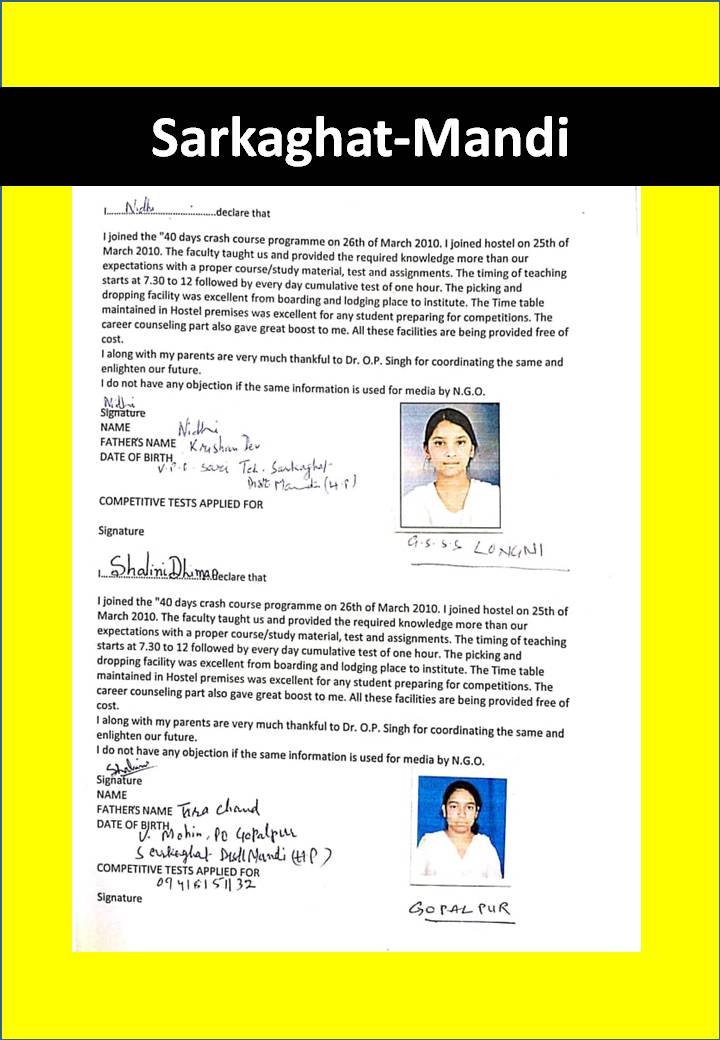 Sarkaghat-Mandi
I........Nidhi............................declare that
I joined the "40 days crash course programme on 26th of March 2010. I joined hostel on 25th of
March 2010. The faculty taught us and provided the required knowledge more than our
expectations with a proper course/study material, test and assignments. The timing of teaching
starts at 7.30 to 12 followed by every day cumulative test of one hour. The picking and
dropping facility was excellent from boarding and lodging place to institute. The Time table
maintained in Hostel premises was excellent for any student preparing for competitions. The
career counseling part also gave great boost to me. All these facilities are being provided free of
cost.
I along with my parents are very much thankful to Dr. O.P. Singh for coordinating the same and
enlighten our future.
I do not have any objection if the same information is used for media by N.G.O.
Nidhi
Signature
NAME Nidhi
FATHER'S NAME Krishan Dev
DATE OF BIRTH
V.P.O. Sari Teh. Sarkaghat
Distt Mandi (H.P)
COMPETITIVE TESTS APPLIED FOR
Signature
G.S.S.S LONGNI
I...Shalini Dhiman declare that
I joined the "40 days crash course programme on 26th of March 2010. I joined hostel on 25th of
March 2010. The faculty taught us and provided the required knowledge more than our
expectations with a proper course/study material, test and assignments. The timing of teaching
starts at 7.30 to 12 followed by every day cumulative test of one hour. The picking and
dropping facility was excellent from boarding and lodging place to institute. The Time table
maintained in Hostel premises was excellent for any student preparing for competitions. The
career counseling part also gave great boost to me. All these facilities are being provided free of
cost.
I along with my parents are very much thankful to Dr. O.P. Singh for coordinating the same and
enlighten our future.
I do not have any objection if the same information is used for media by N.G.O.
Shalini
Signature
NAME
FATHER'S NAME Tara Chand
DATE OF BIRTH
V. Mohin, PO Gopalpur
Sarkaghat Distt Mandi (HP)
COMPETITIVE TESTS APPLIED FOR
09416151132
Signature
GOPALPUR